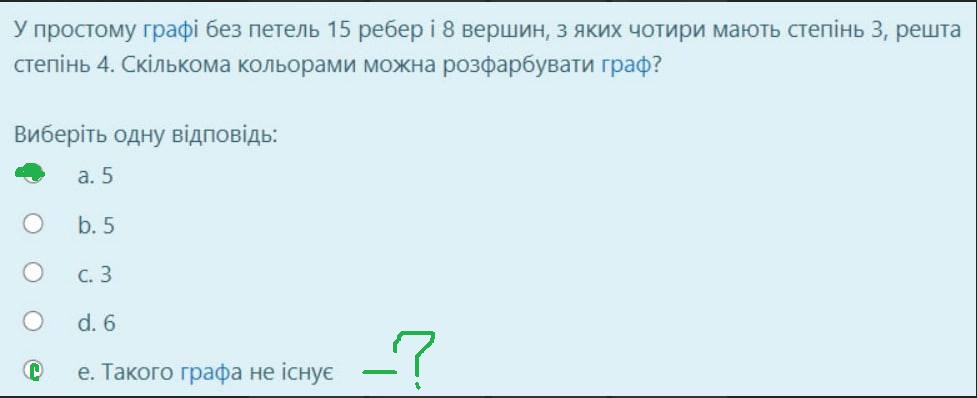 У простому графі без петель 15 ребер і 8 вершин, з яких чотири мають степінь 3, решта
степінь 4. Скількома кольорами можна розфарбувати граф?
Виберіть одну відповідь:
a. 5
b. 5
c. 3
d. 6
e. Такого графа не існує – ?